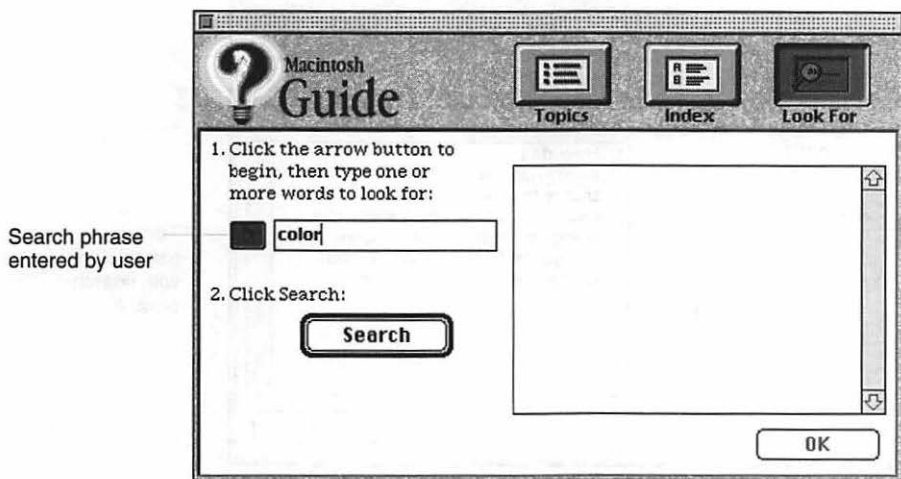 Macintosh
Guide
Topics
Index
Look For
1. Click the arrow button to
begin, then type one or
more words to look for:
color
Search phrase
entered by user
2. Click Search:
Search
OK